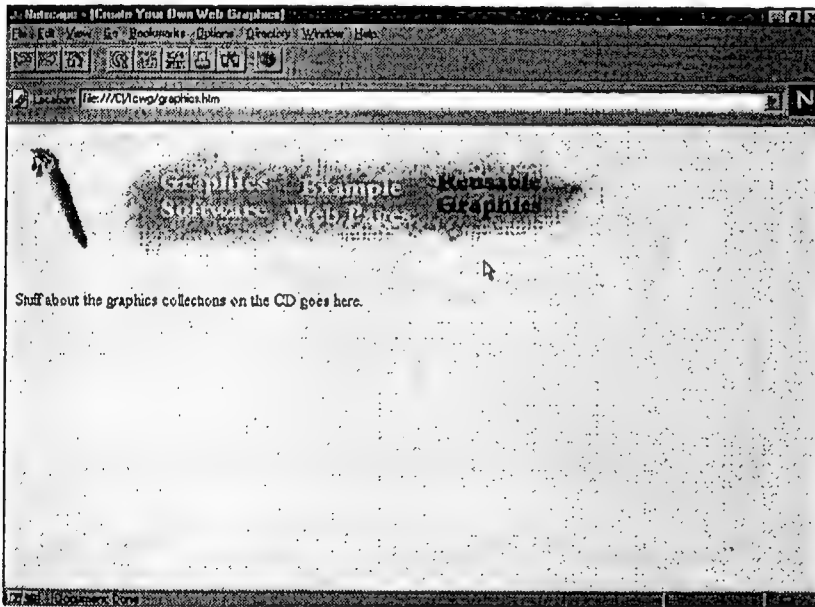 Netscape - [Create Your Own Web Graphics]
File Edit View Go Bookmarks Options Directory Window Help
Location: file:///C|/cwg/graphics.htm
N
Graphics Software
Example Web Pages
Reusable Graphics
Stuff about the graphics collections on the CD goes here.
Document: Done